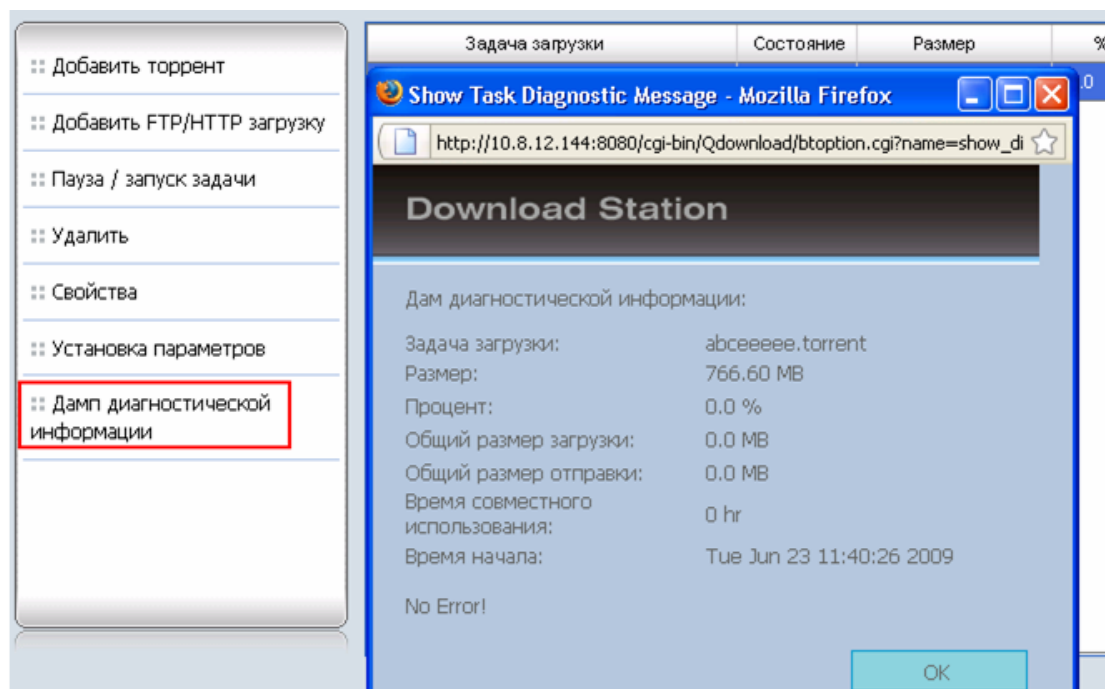 Добавить торрент
Добавить FTP/HTTP загрузку
Пауза / запуск задачи
Удалить
Свойства
Установка параметров
Дамп диагностической
информации
Задача загрузки Состояние Размер %
.0
Show Task Diagnostic Message - Mozilla Firefox
http://10.8.12.144:8080/cgi-bin/Qdownload/btoption.cgi?name=show_di
Download Station
Дам диагностической информации:
Задача загрузки: abceeeee.torrent
Размер: 766.60 MB
Процент: 0.0 %
Общий размер загрузки: 0.0 MB
Общий размер отправки: 0.0 MB
Время совместного
использования: 0 hr
Время начала: Tue Jun 23 11:40:26 2009
No Error!
OK